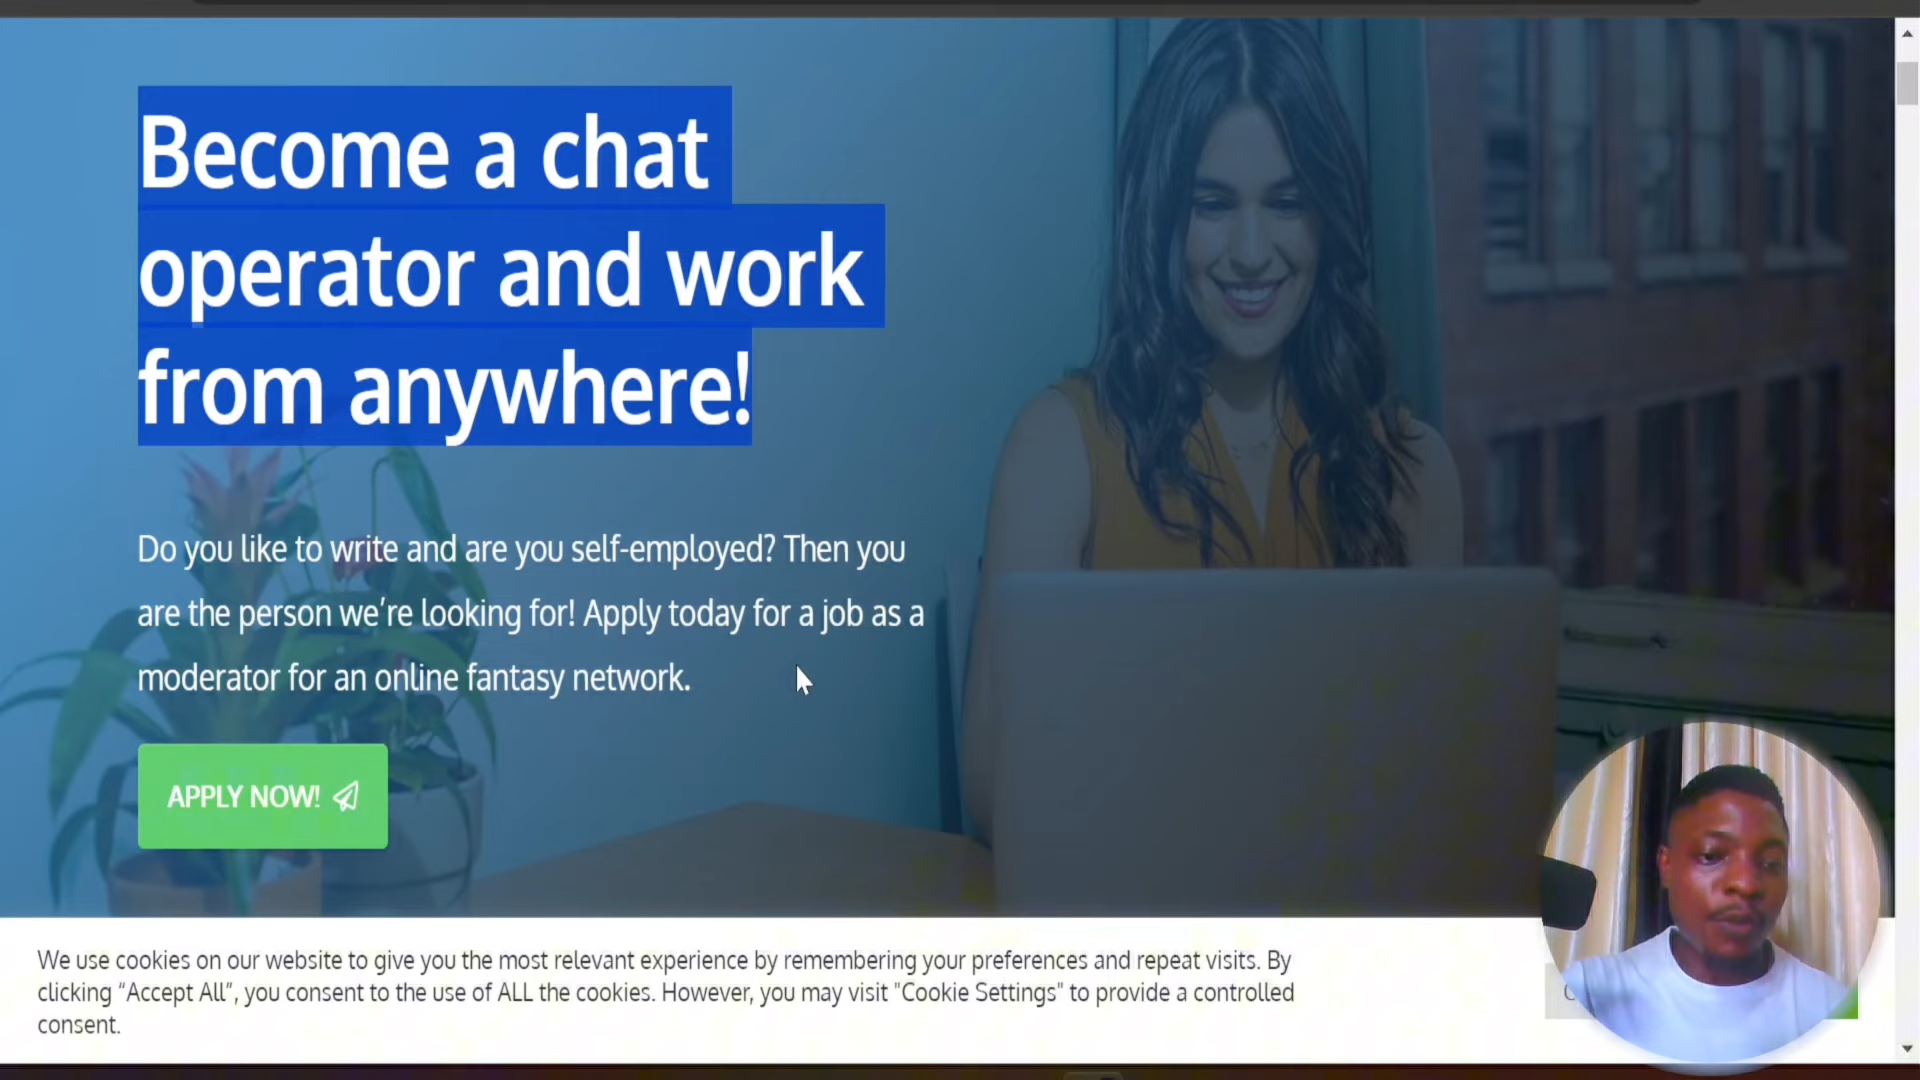 Become a chat
operator and work
from anywhere!
Do you like to write and are you self-employed? Then you
are the person we’re looking for! Apply today for a job as a
moderator for an online fantasy network.
APPLY NOW!
We use cookies on our website to give you the most relevant experience by remembering your preferences and repeat visits. By
clicking “Accept All”, you consent to the use of ALL the cookies. However, you may visit "Cookie Settings" to provide a controlled
consent.